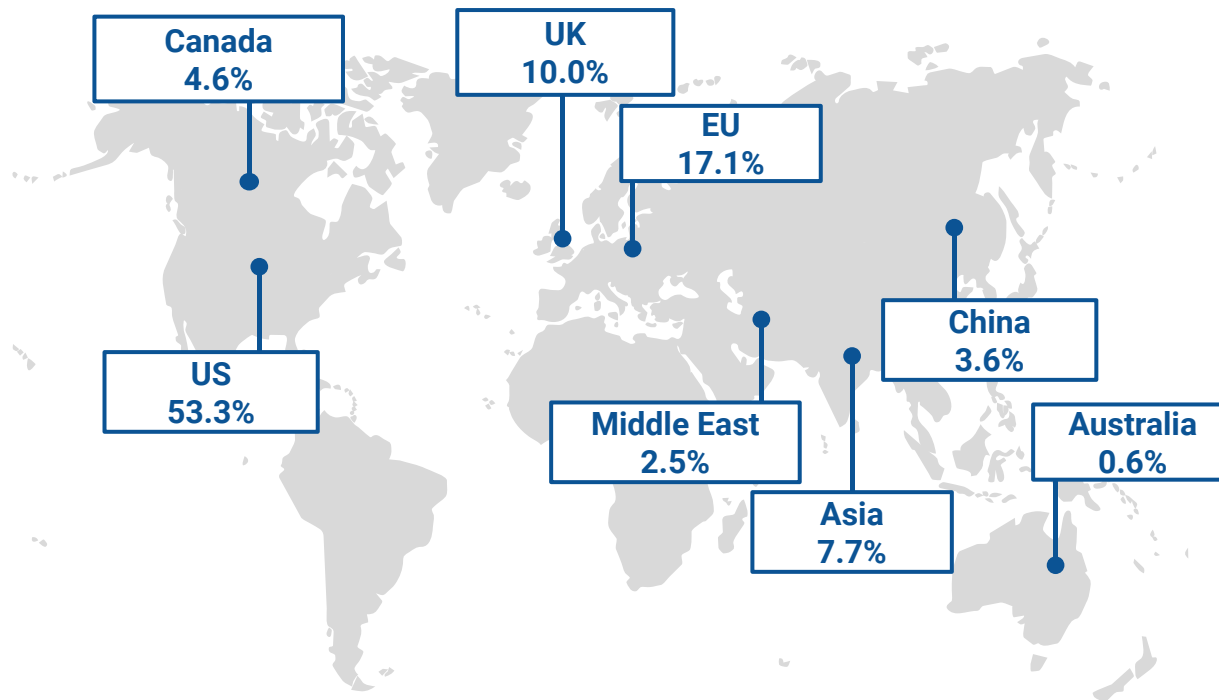 Canada
4.6%
UK
10.0%
EU
17.1%
US
53.3%
China
3.6%
Middle East
2.5%
Australia
0.6%
Asia
7.7%